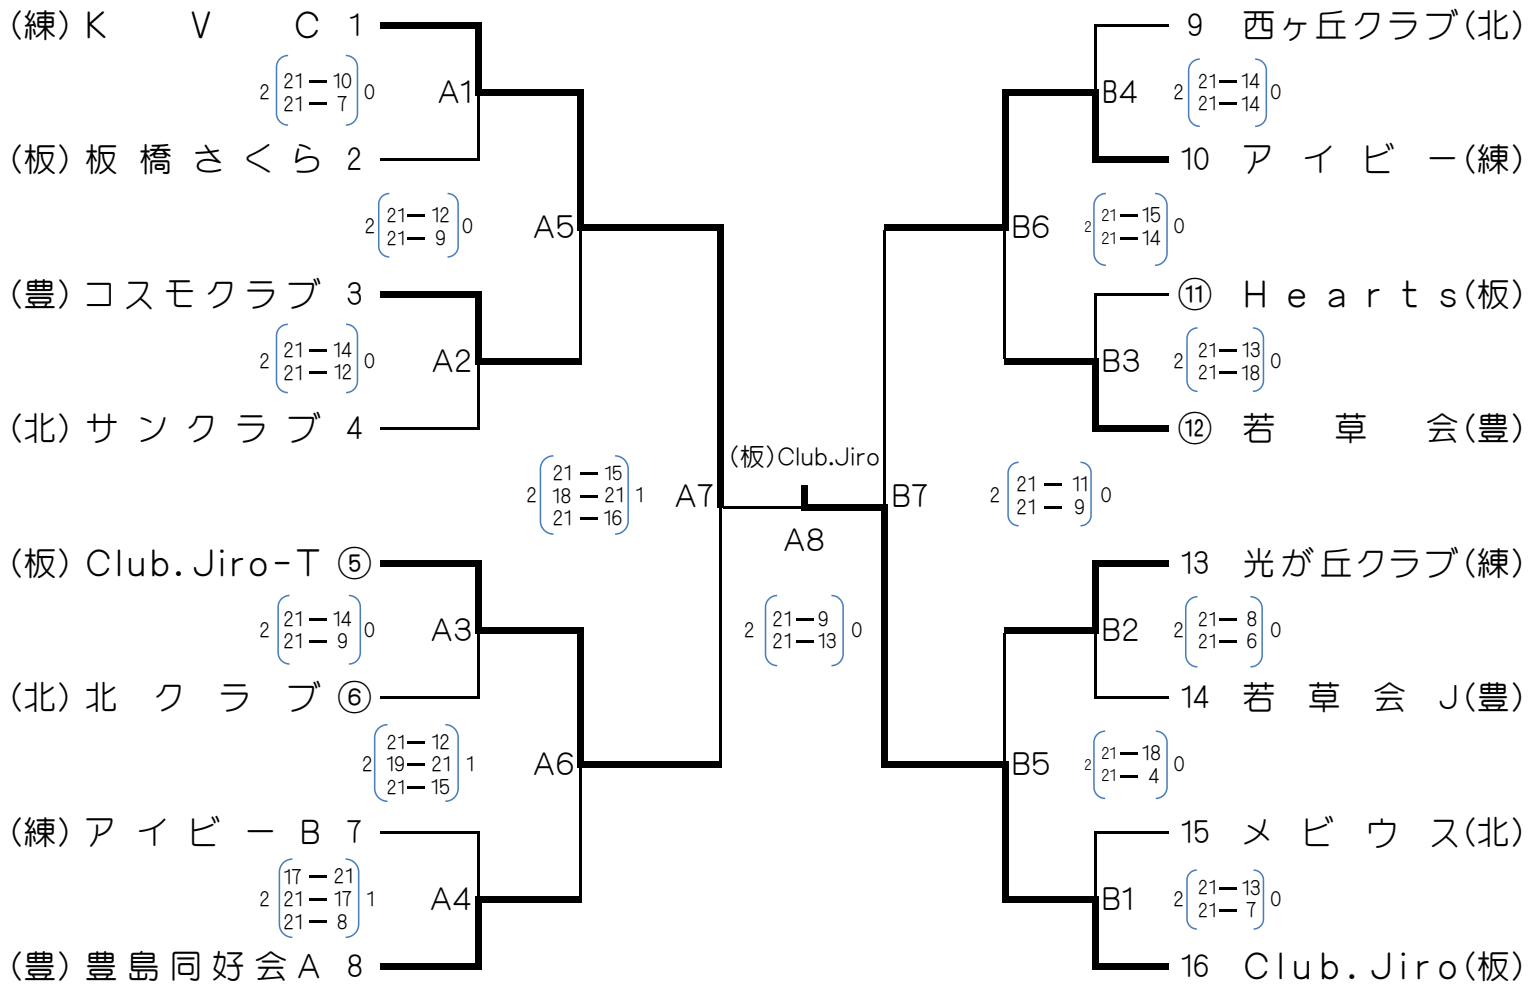 (練) K V C 1
2 21－10 0
21－7
A1
(板) 板橋さくら 2
2 21－12 0
21－9
A5
(豊) コスモクラブ 3
2 21－14 0
21－12
A2
(北) サンクラブ 4
2 21－15 1
18－21
21－16
A7
(板) Club.Jiro-T ⑤
2 21－14 0
21－9
A3
(北) 北クラブ ⑥
2 21－12 1
19－21
21－15
A6
(練) アイビーB 7
2 17－21 1
21－17
21－8
A4
(豊) 豊島同好会A 8
(板)Club.Jiro
A8
2 21－9 0
21－13
9 西ヶ丘クラブ(北)
B4
2 21－14 0
21－14
10 アイビー(練)
B6
2 21－15 0
21－14
⑪ Hearts(板)
B3
2 21－13 0
21－18
⑫ 若草会(豊)
B7
2 21－11 0
21－9
13 光が丘クラブ(練)
B2
2 21－8 0
21－6
14 若草会J(豊)
B5
2 21－18 0
21－4
15 メビウス(北)
B1
2 21－13 0
21－7
16 Club.Jiro(板)